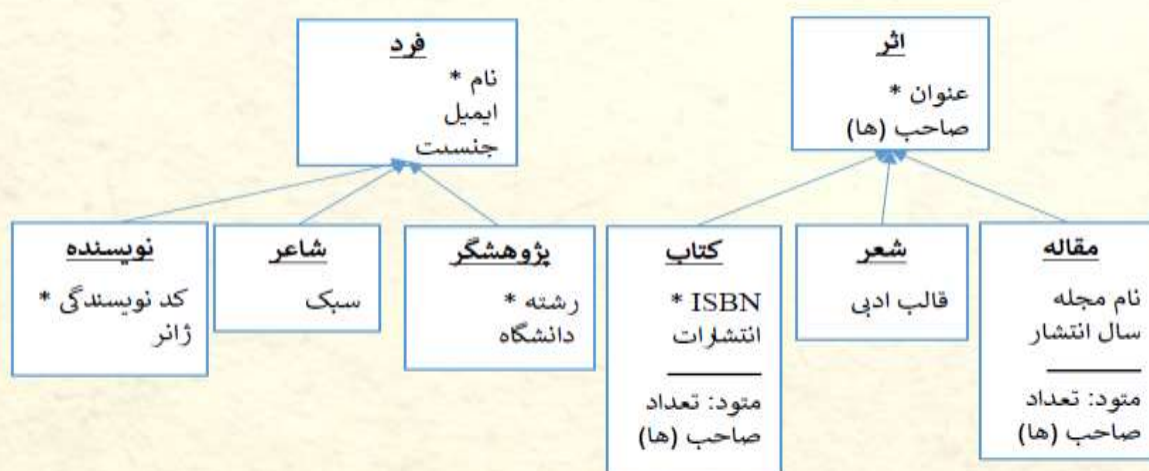 فرد
نام *
ایمیل
جنست
اثر
عنوان *
صاحب (ها)
نویسنده
کد نویسندگی *
ژانر
شاعر
سبک
پژوهشگر
رشته *
دانشگاه
کتاب
ISBN *
انتشارات
متود: تعداد
صاحب (ها)
شعر
قالب ادبی
مقاله
نام مجله
سال انتشار
متود: تعداد
صاحب (ها)